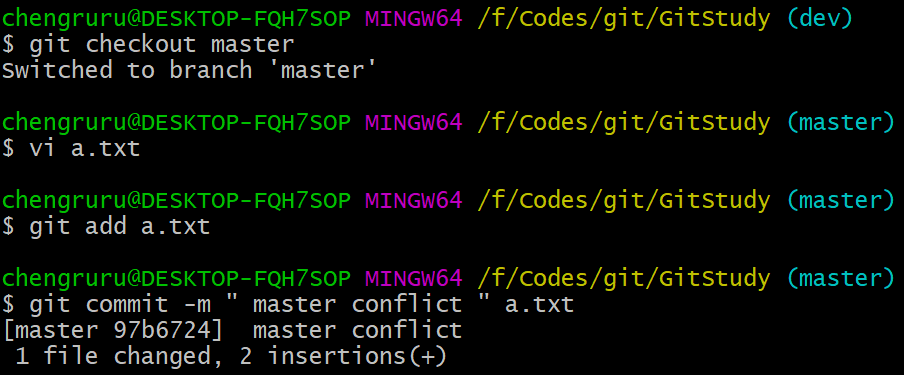 chengruru@DESKTOP-FQH7SOP MINGW64 /f/Codes/git/GitStudy (dev)
$ git checkout master
Switched to branch 'master'
chengruru@DESKTOP-FQH7SOP MINGW64 /f/Codes/git/GitStudy (master)
$ vi a.txt
chengruru@DESKTOP-FQH7SOP MINGW64 /f/Codes/git/GitStudy (master)
$ git add a.txt
chengruru@DESKTOP-FQH7SOP MINGW64 /f/Codes/git/GitStudy (master)
$ git commit -m " master conflict " a.txt
[master 97b6724]  master conflict
 1 file changed, 2 insertions(+)